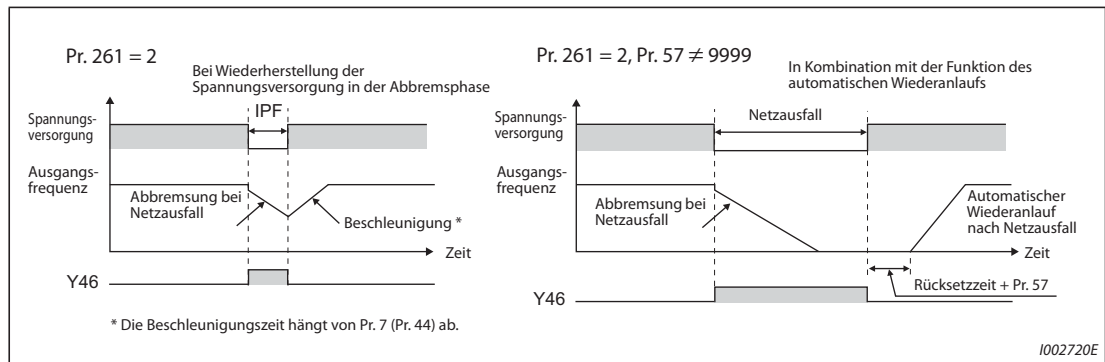 Pr. 261 = 2
Bei Wiederherstellung der
Spannungsversorgung in der Abbremsphase
IPF
Spannungs-
versorgung
Ausgangs-
frequenz
Abbremsung bei
Netzausfall
Beschleunigung *
Zeit
Y46
* Die Beschleunigungszeit hängt von Pr. 7 (Pr. 44) ab.
Pr. 261 = 2, Pr. 57 ≠ 9999
In Kombination mit der Funktion des
automatischen Wiederanlaufs
Spannungs-
versorgung
Netzausfall
Ausgangs-
frequenz
Abbremsung bei
Netzausfall
Automatischer
Wiederanlauf
nach Netzausfall
Zeit
Rücksetzzeit + Pr. 57
Y46
I002720E